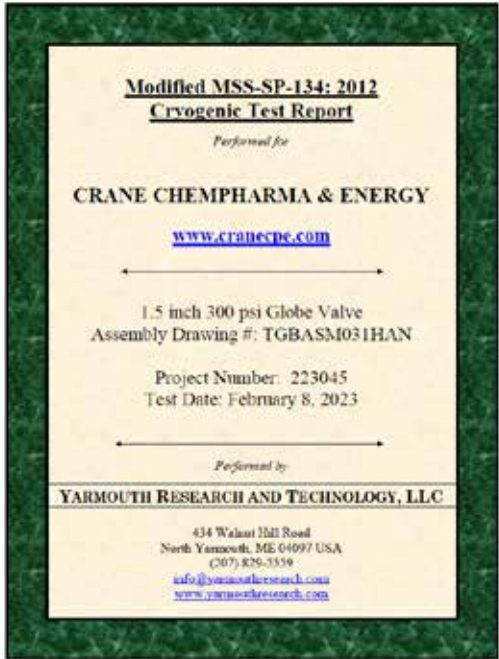 Modified MSS-SP-134: 2012
Cryogenic Test Report
Performed for
CRANE CHEMPHARMA & ENERGY
www.cranecpe.com
1.5 inch 300 psi Globe Valve
Assembly Drawing #: TGBASM031HAN
Project Number: 223045
Test Date: February 8, 2023
Performed by
YARMOUTH RESEARCH AND TECHNOLOGY, LLC
434 Walnut Hill Road
North Yarmouth, ME 04097 USA
(207) 829-5359
info@yarmouthresearch.com
www.yarmouthresearch.com